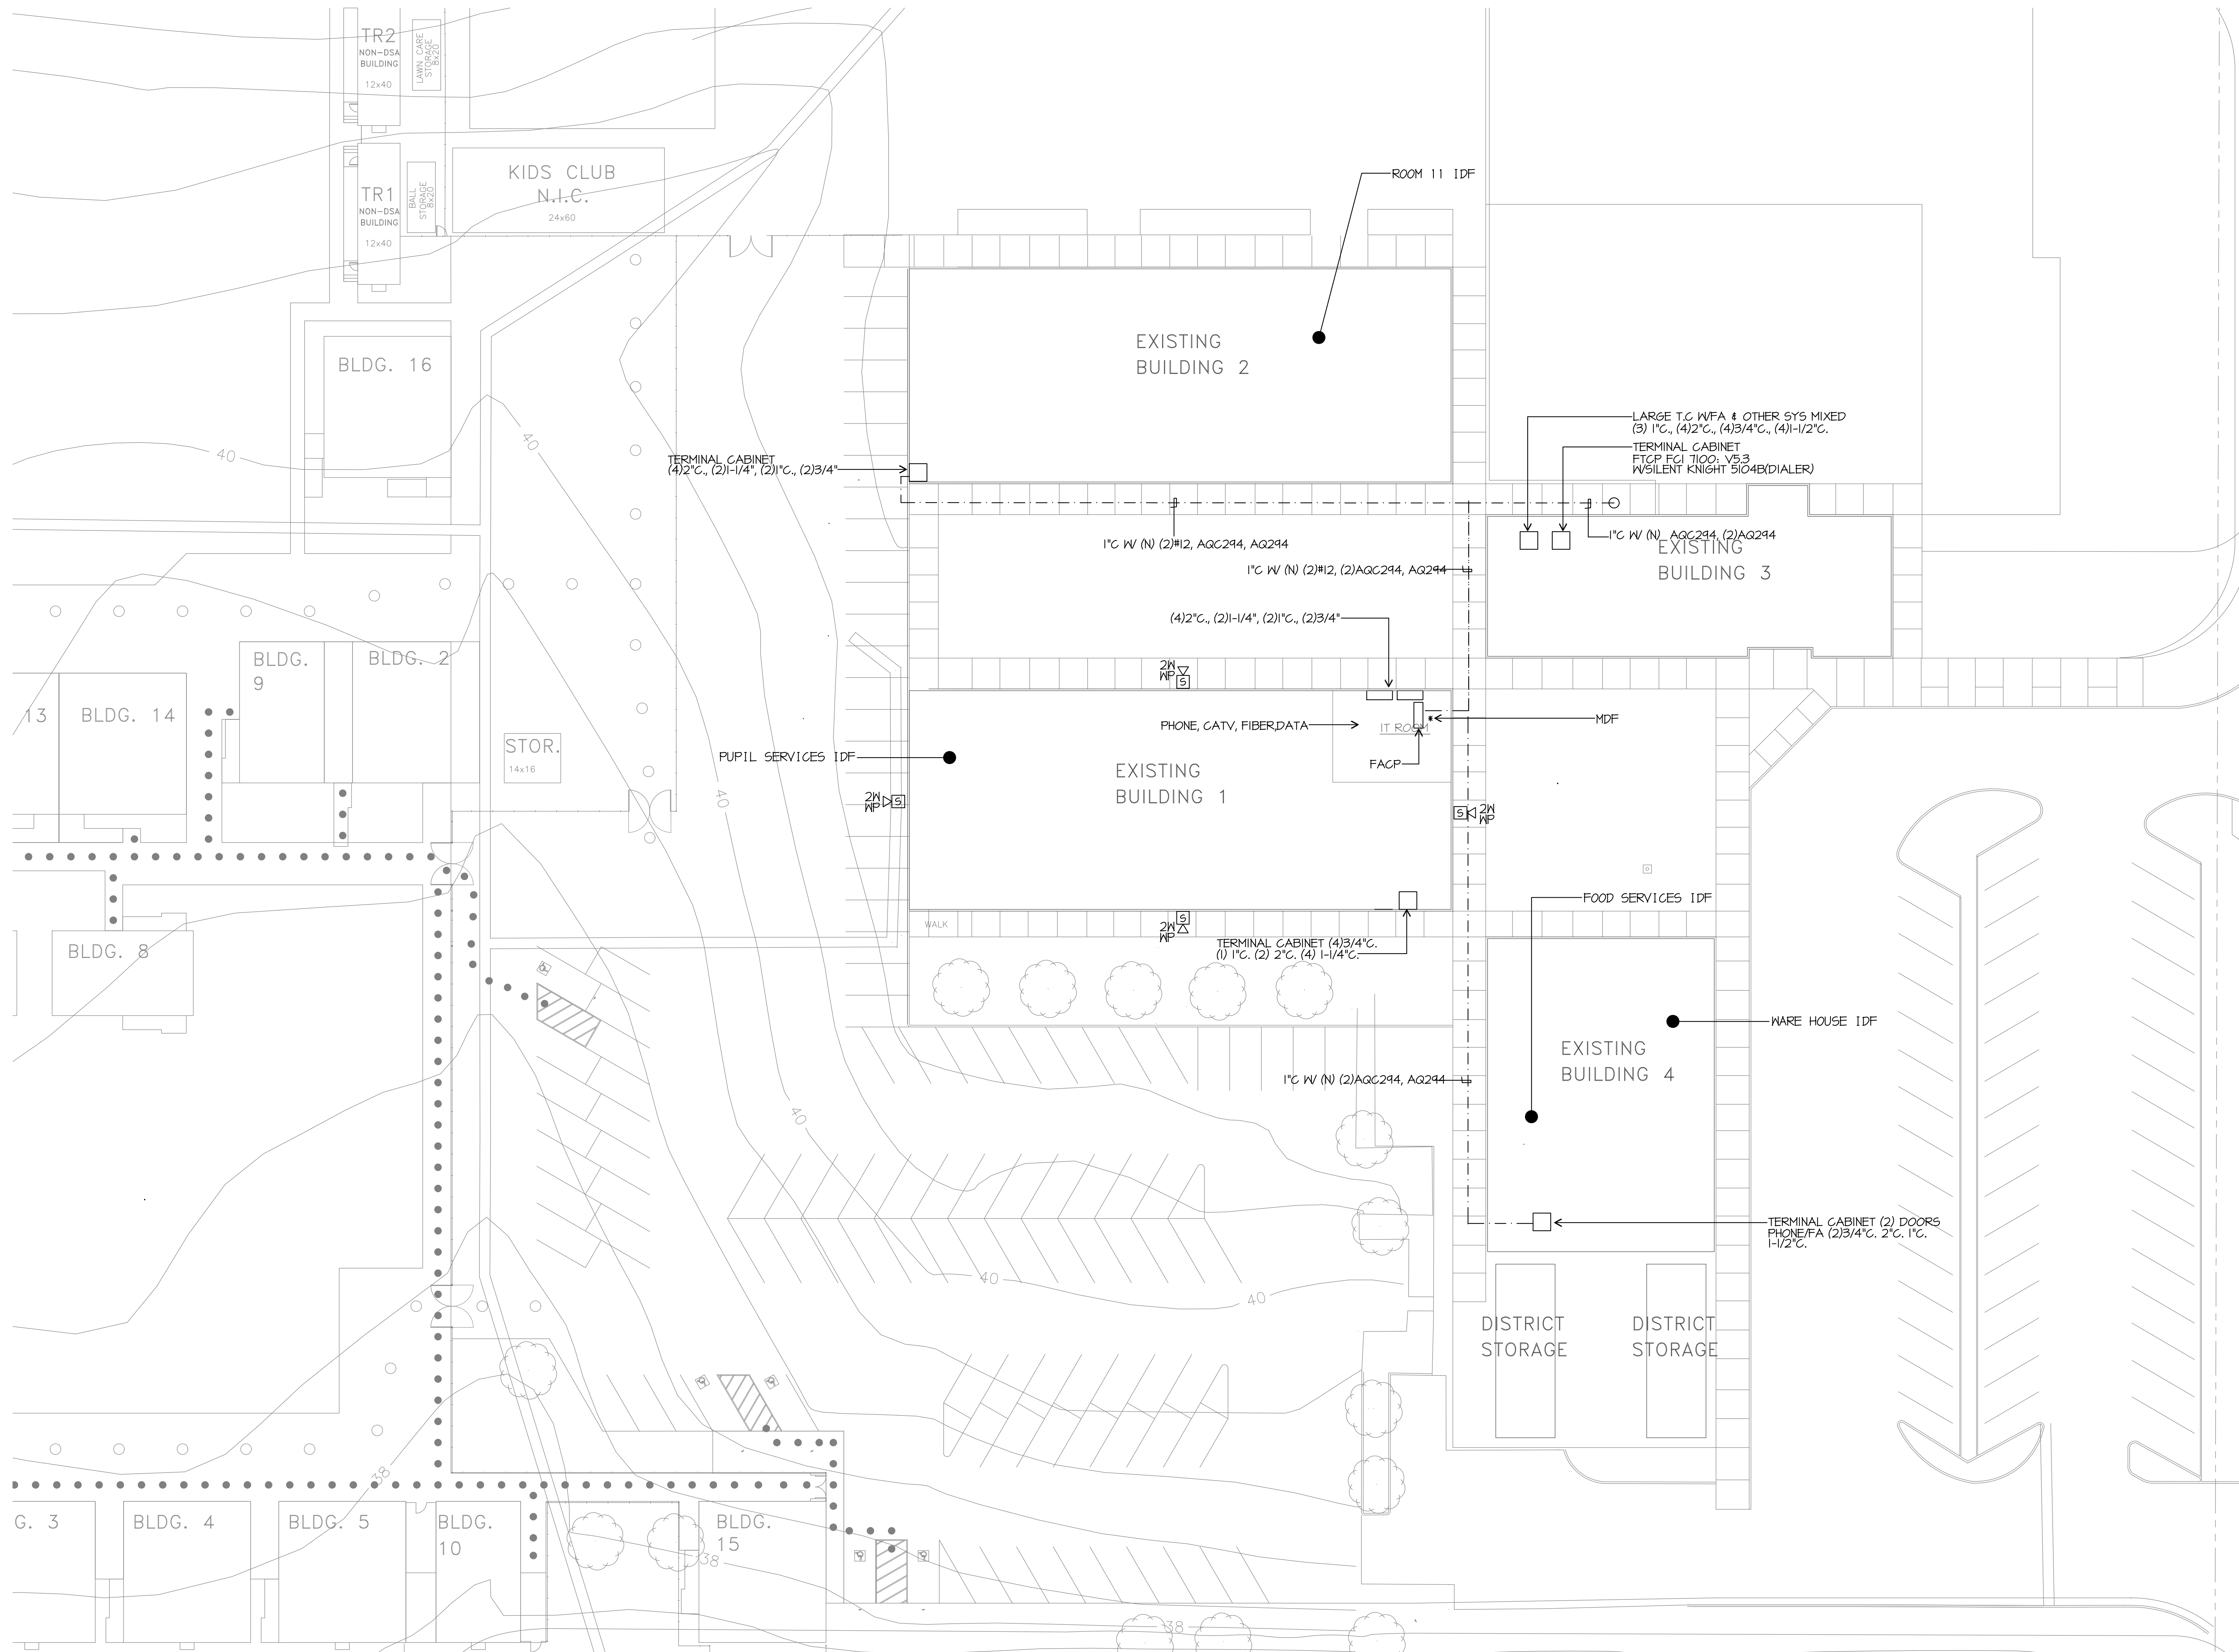 TR2
NON-DSA
BUILDING
12x40
LAWN CARE
STORAGE
8x20
TR1
NON-DSA
BUILDING
12x40
BALL
STORAGE
8x20
KIDS CLUB
N.I.C.
24x60
ROOM 11 IDF
EXISTING
BUILDING 2
BLDG. 16
40
40
TERMINAL CABINET
(4)2"C., (2)1-1/4", (2)1"C., (2)3/4"
LARGE T.C W/FA & OTHER SYS MIXED
(3) 1"C., (4)2"C., (4)3/4"C., (4)1-1/2"C.
TERMINAL CABINET
FTCP FCI 7100: V5.3
W/SILENT KNIGHT 5104B(DIALER)
1"C W/ (N) (2)#12, AQC294, AQ294
1"C W/ (N) AQC294, (2)AQ294
EXISTING
BUILDING 3
1"C W/ (N) (2)#12, (2)AQC294, AQ294
(4)2"C., (2)1-1/4", (2)1"C., (2)3/4"
BLDG.
9
BLDG. 2
13
BLDG. 14
STOR.
14x16
2W
WP
S
PHONE, CATV, FIBER,DATA
IT ROOM
*
MDF
FACP
PUPIL SERVICES IDF
EXISTING
BUILDING 1
2W
WP
S
S
2W
WP
40
FOOD SERVICES IDF
WALK
S
2W
WP
TERMINAL CABINET (4)3/4"C.
(1) 1"C. (2) 2"C. (4) 1-1/4"C.
BLDG. 8
WARE HOUSE IDF
EXISTING
BUILDING 4
1"C W/ (N) (2)AQC294, AQ294
40
TERMINAL CABINET (2) DOORS
PHONE/FA (2)3/4"C. 2"C. 1"C.
1-1/2"C.
40
40
DISTRICT
STORAGE
DISTRICT
STORAGE
38
G. 3
BLDG. 4
BLDG. 5
BLDG.
10
BLDG.
15
38
38